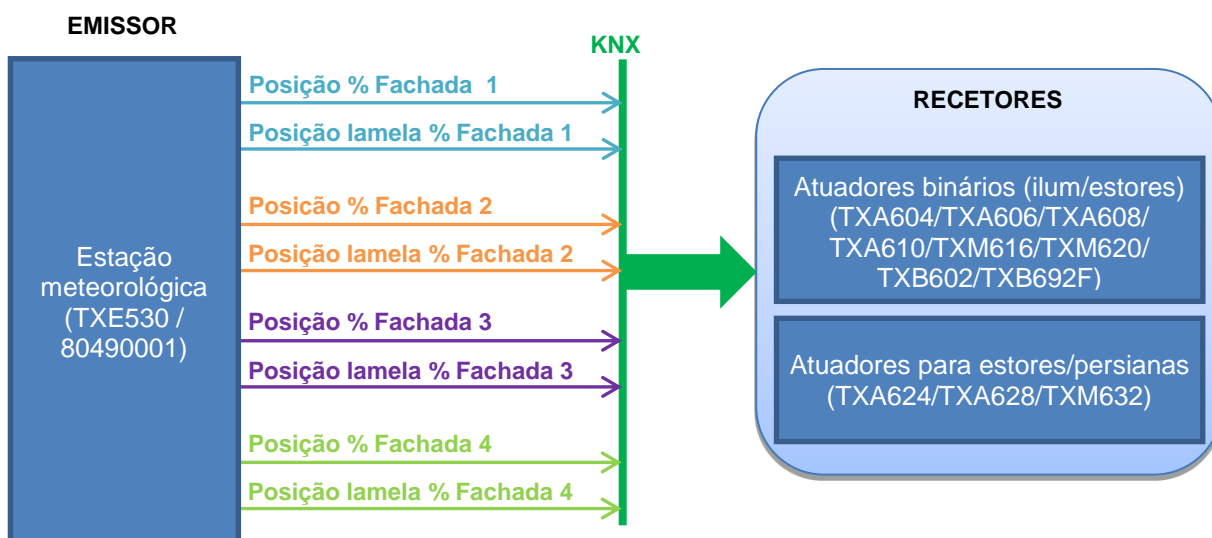 EMISSOR
Estação
meteorológica
(TXE530 /
80490001)
Posição % Fachada 1
Posição lamela % Fachada 1
Posição % Fachada 2
Posição lamela % Fachada 2
Posição % Fachada 3
Posição lamela % Fachada 3
Posição % Fachada 4
Posição lamela % Fachada 4
KNX
RECETORES
Atuadores binários (ilum/estores)
(TXA604/TXA606/TXA608/
TXA610/TXM616/TXM620/
TXB602/TXB692F)
Atuadores para estores/persianas
(TXA624/TXA628/TXM632)